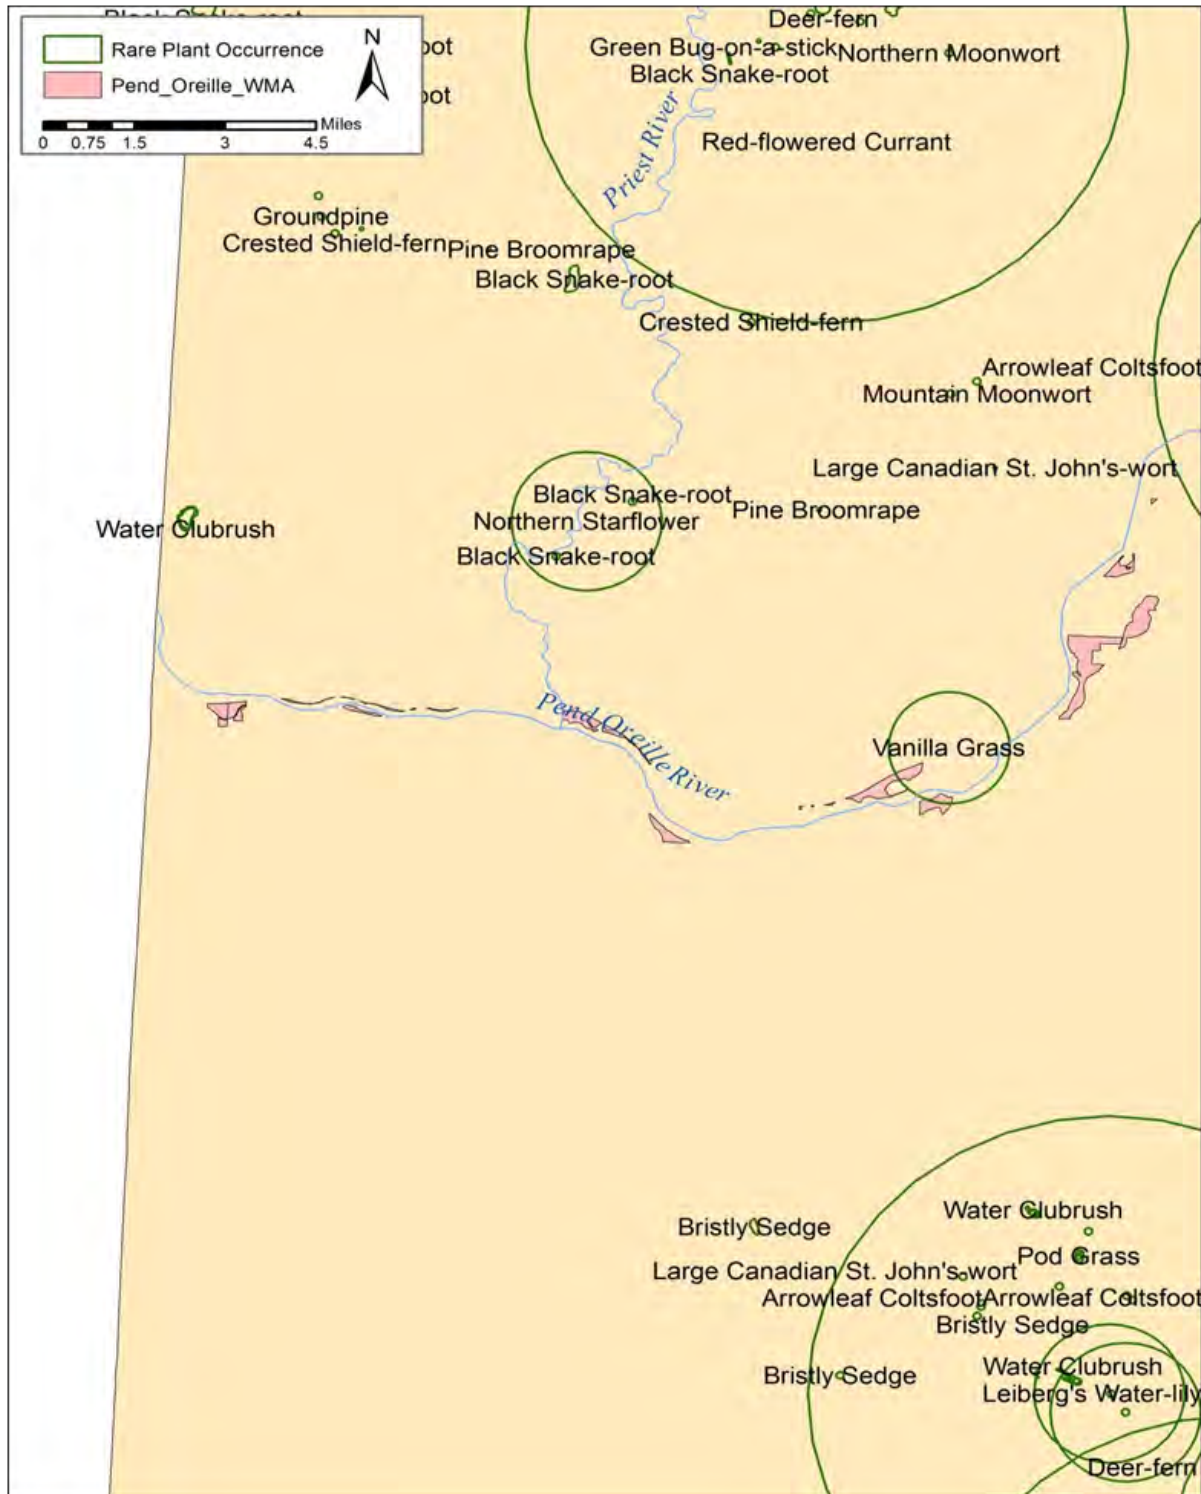 Rare Plant Occurrence
Pend_Oreille_WMA
N
Miles
0 0.75 1.5 3 4.5
oot
oot
Deer-fern
Green Bug-on-a-stick
Northern Moonwort
Black Snake-root
Priest River
Red-flowered Currant
Groundpine
Crested Shield-fern
Pine Broomrape
Black Snake-root
Crested Shield-fern
Arrowleaf Coltsfoot
Mountain Moonwort
Large Canadian St. John's-wort
Black Snake-root
Pine Broomrape
Northern Starflower
Water Clubrush
Black Snake-root
Pend Oreille River
Vanilla Grass
Water Clubrush
Bristly Sedge
Pod Grass
Large Canadian St. John's-wort
Arrowleaf Coltsfoot
Arrowleaf Coltsfoot
Bristly Sedge
Water Clubrush
Bristly Sedge
Leiberg's Water-lily
Deer-fern